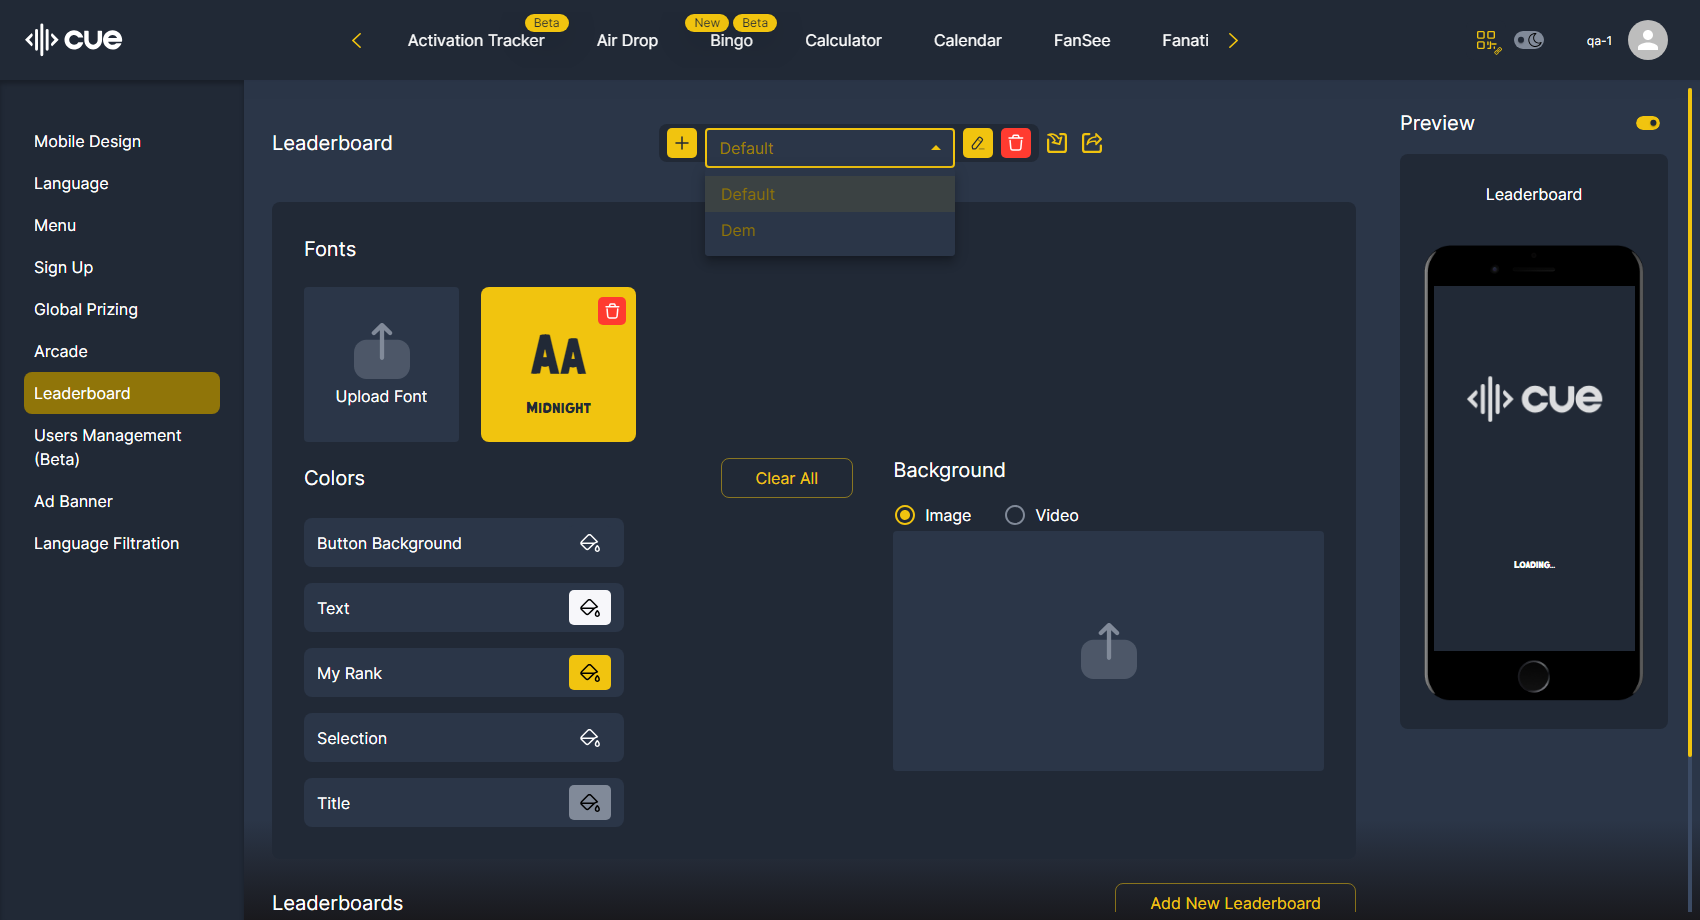 cue
Activation Tracker
Beta
Air Drop
New
Beta
Bingo
Calculator
Calendar
FanSee
Fanati
qa-1
Mobile Design
Language
Menu
Sign Up
Global Prizing
Arcade
Leaderboard
Users Management
(Beta)
Ad Banner
Language Filtration
Leaderboard
Default
Default
Dem
Fonts
Upload Font
AA
MIDNIGHT
Colors
Clear All
Button Background
Text
My Rank
Selection
Title
Background
Image
Video
Leaderboards
Add New Leaderboard
Preview
Leaderboard
cue
LOADING...